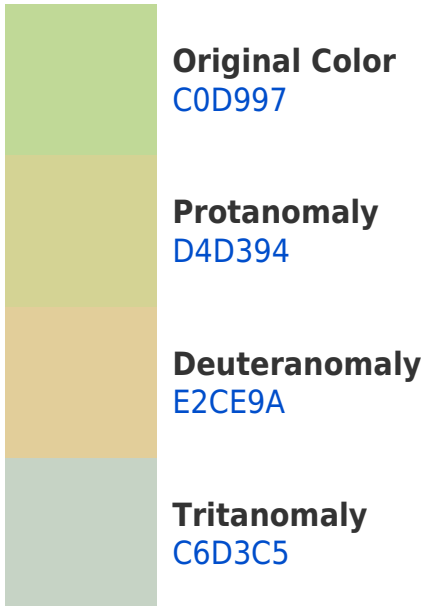 Original Color
C0D997
Protanomaly
D4D394
Deuteranomaly
E2CE9A
Tritanomaly
C6D3C5